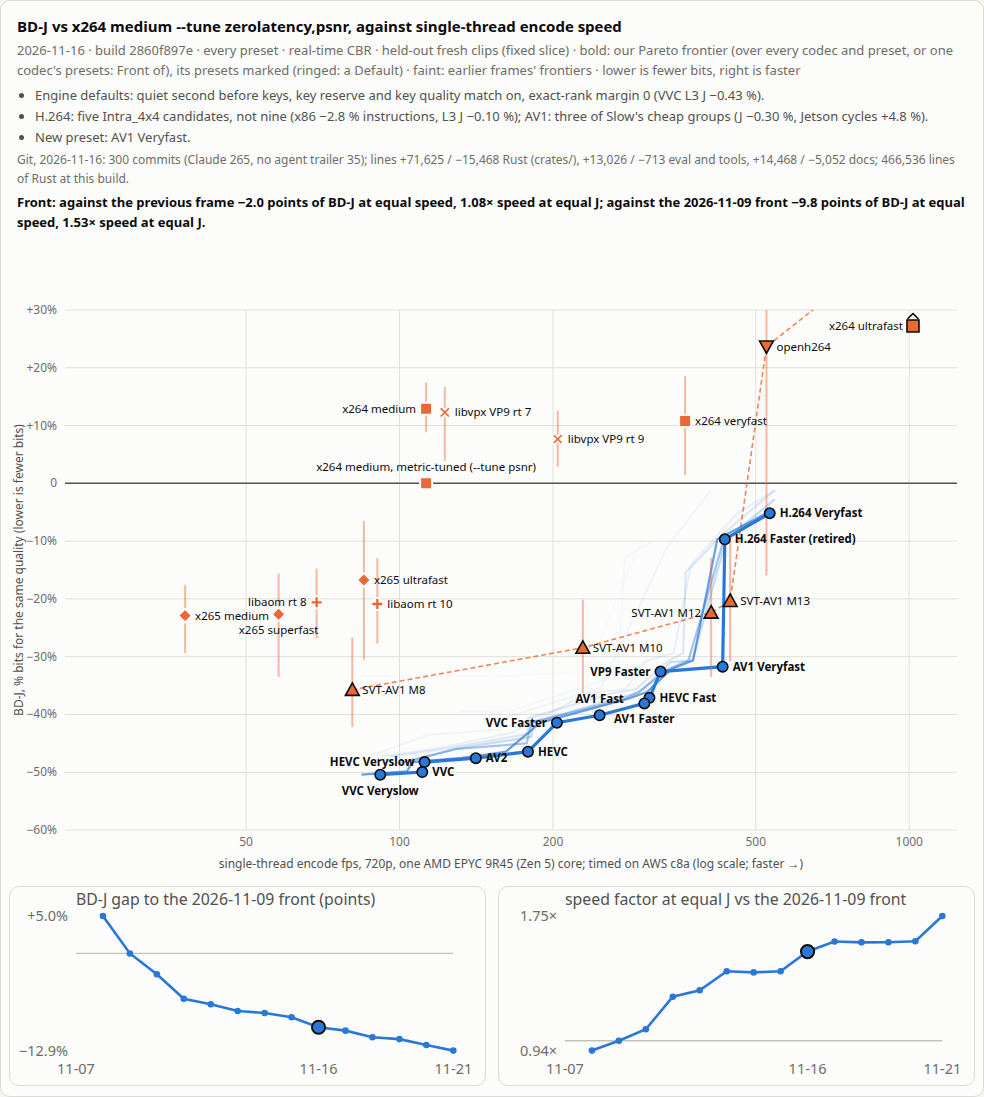 BD-J vs x264 medium --tune zerolatency,psnr, against single-thread encode speed
2026-11-16 · build 2860f897e · every preset · real-time CBR · held-out fresh clips (fixed slice) · bold: our Pareto frontier (over every codec and preset, or one
codec's presets: Front of), its presets marked (ringed: a Default) · faint: earlier frames' frontiers · lower is fewer bits, right is faster
• Engine defaults: quiet second before keys, key reserve and key quality match on, exact-rank margin 0 (VVC L3 J −0.43 %).
• H.264: five Intra_4x4 candidates, not nine (x86 −2.8 % instructions, L3 J −0.10 %); AV1: three of Slow's cheap groups (J −0.30 %, Jetson cycles +4.8 %).
• New preset: AV1 Veryfast.
Git, 2026-11-16: 300 commits (Claude 265, no agent trailer 35); lines +71,625 / −15,468 Rust (crates/), +13,026 / −713 eval and tools, +14,468 / −5,052 docs; 466,536 lines
of Rust at this build.
Front: against the previous frame −2.0 points of BD-J at equal speed, 1.08× speed at equal J; against the 2026-11-09 front −9.8 points of BD-J at equal
speed, 1.53× speed at equal J.
BD-J, % bits for the same quality (lower is fewer bits)
+30%
+20%
+10%
0
−10%
−20%
−30%
−40%
−50%
−60%
x264 ultrafast
openh264
x264 medium
libvpx VP9 rt 7
x264 veryfast
libvpx VP9 rt 9
x264 medium, metric-tuned (--tune psnr)
H.264 Veryfast
H.264 Faster (retired)
x265 ultrafast
libaom rt 8
libaom rt 10
SVT-AV1 M13
x265 medium
SVT-AV1 M12
x265 superfast
SVT-AV1 M10
AV1 Veryfast
VP9 Faster
SVT-AV1 M8
AV1 Fast
HEVC Fast
AV1 Faster
VVC Faster
HEVC
AV2
HEVC Veryslow
VVC
VVC Veryslow
50
100
200
500
1000
single-thread encode fps, 720p, one AMD EPYC 9R45 (Zen 5) core; timed on AWS c8a (log scale; faster →)
BD-J gap to the 2026-11-09 front (points)
+5.0%
−12.9%
11-07
11-16
11-21
speed factor at equal J vs the 2026-11-09 front
1.75×
0.94×
11-07
11-16
11-21